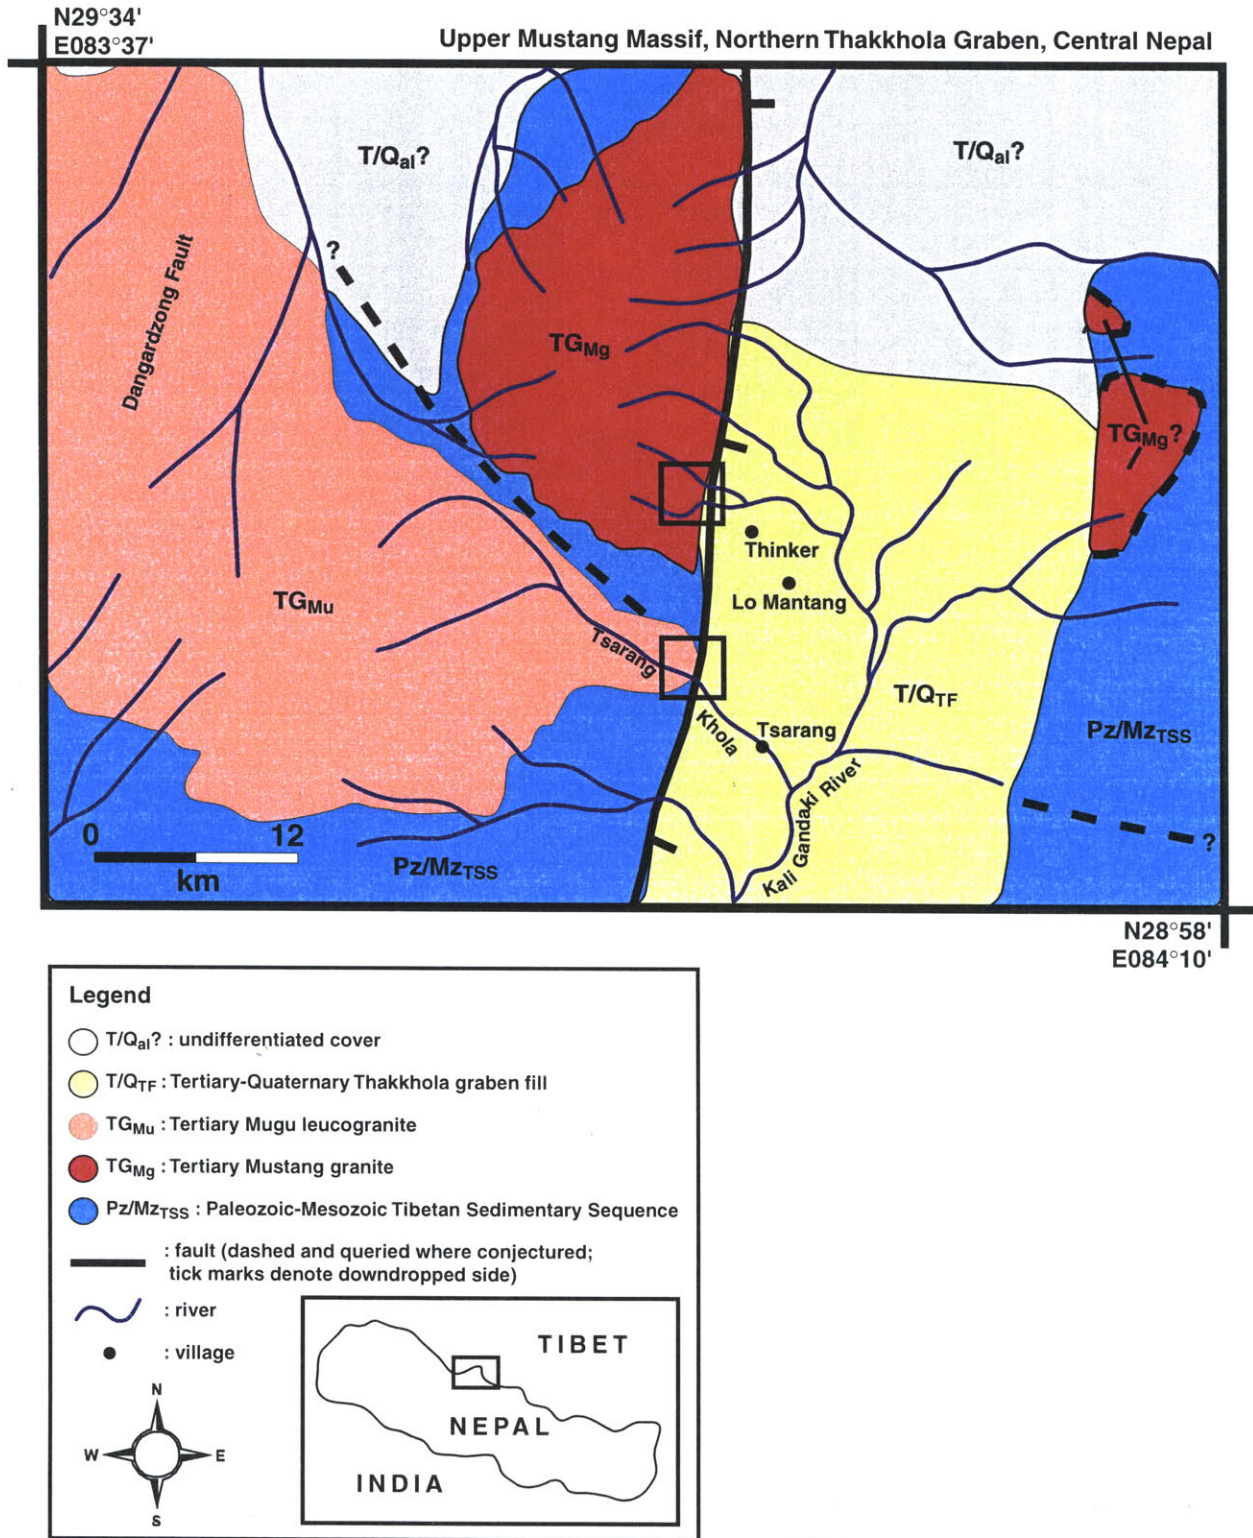 N29°34'
E083°37'
Upper Mustang Massif, Northern Thakkhola Graben, Central Nepal
T/Qal?
T/Qal?
?
Dangardzong Fault
TGMg
TGMg?
Thinker
Lo Mantang
TGMu
Tsarang
Khola
T/QTF
Tsarang
Pz/MzTSS
Kali Gandaki River
?
0 12
km
Pz/MzTSS
N28°58'
E084°10'
Legend
T/Qal? : undifferentiated cover
T/QTF : Tertiary-Quaternary Thakkhola graben fill
TGMu : Tertiary Mugu leucogranite
TGMg : Tertiary Mustang granite
Pz/MzTSS : Paleozoic-Mesozoic Tibetan Sedimentary Sequence
: fault (dashed and queried where conjectured;
tick marks denote downdropped side)
: river
: village
N
W E
S
TIBET
NEPAL
INDIA